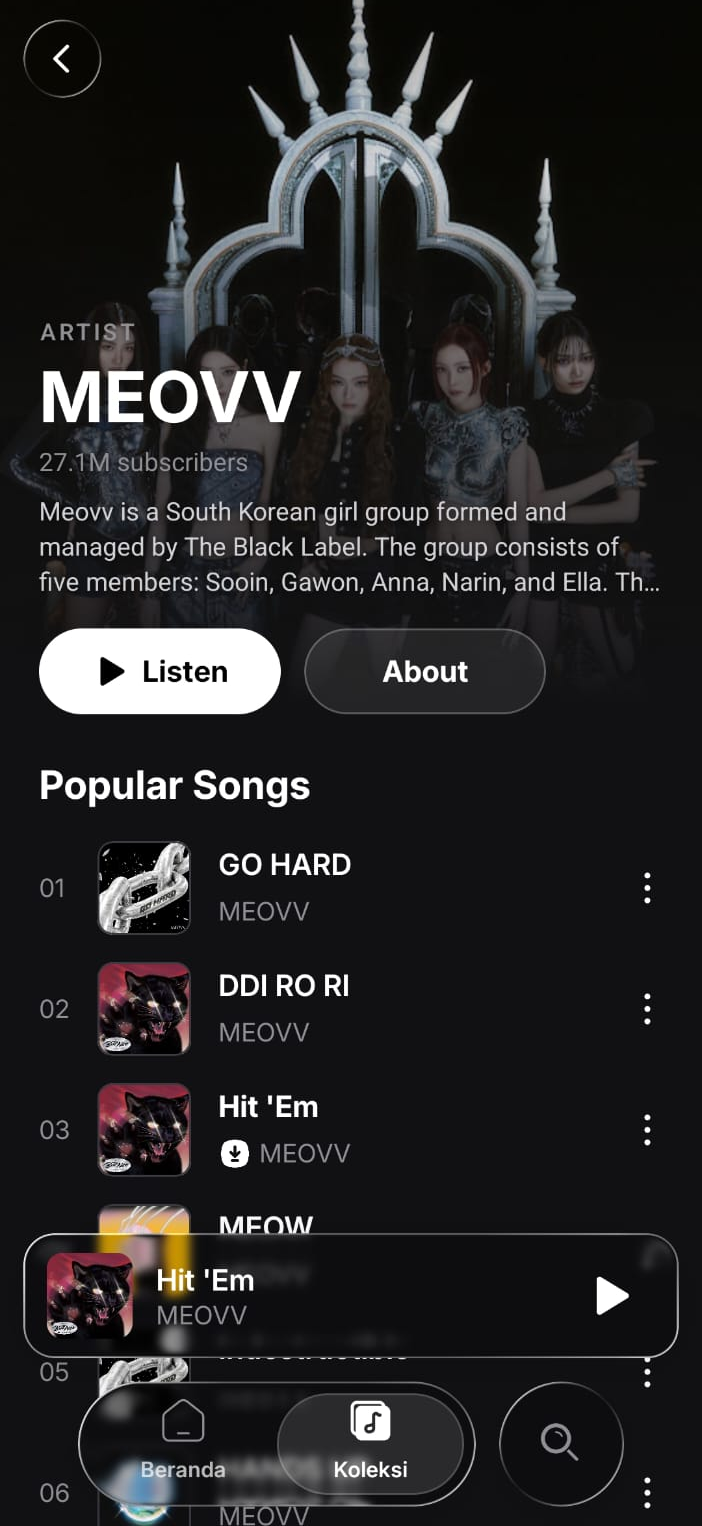 ARTIST
MEOVV
27.1M subscribers
Meovv is a South Korean girl group formed and
managed by The Black Label. The group consists of
five members: Sooin, Gawon, Anna, Narin, and Ella. Th...
Listen
About
Popular Songs
01
GO HARD
MEOVV
02
DDI RO RI
MEOVV
03
Hit 'Em
MEOVV
MEOW
Hit 'Em
MEOVV
05
Beranda
Koleksi
06
MEOVV